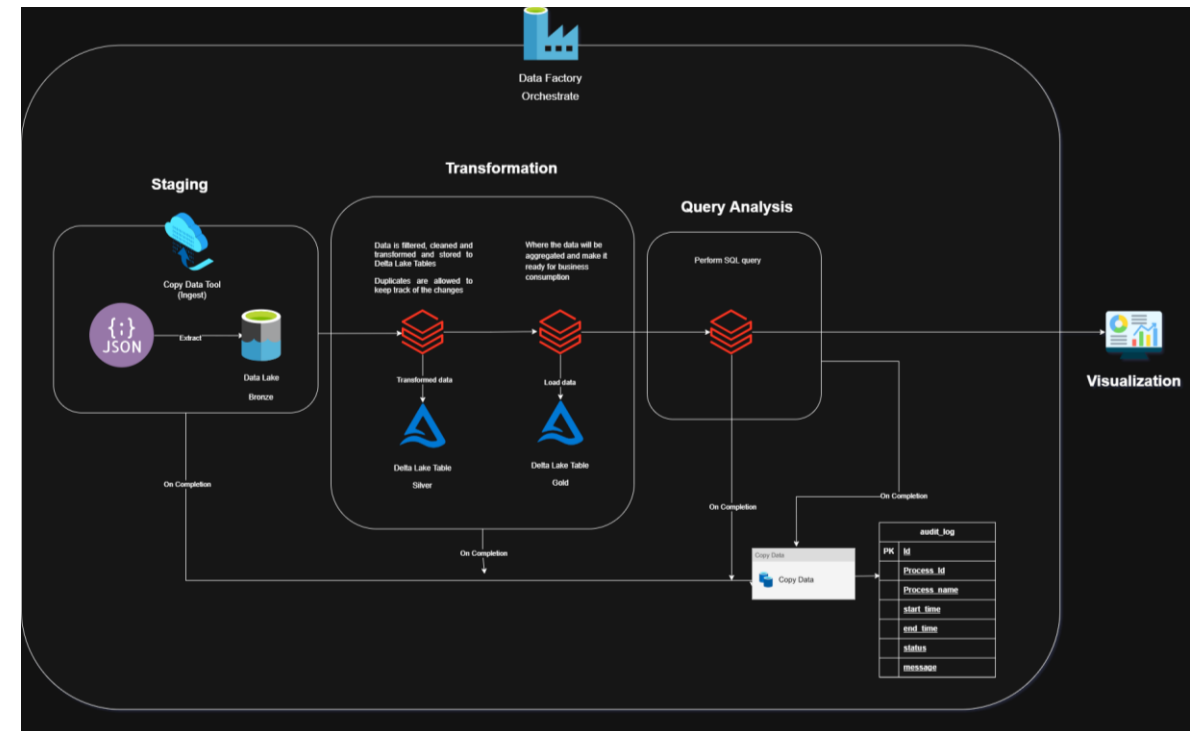 Data Factory
Orchestrate
Transformation
Staging
Query Analysis
Data is filtered, cleaned and
transformed and stored to
Delta Lake Tables
Duplicates are allowed to
keep track of the changes
Where the data will be
aggregated and make it
ready for business
consumption
Perform SQL query
Copy Data Tool
(Ingest)
{;}
JSON
Extract
Data Lake
Bronze
Transformed data
Load data
Visualization
Delta Lake Table
Silver
Delta Lake Table
Gold
On Completion
On Completion
On Completion
On Completion
Copy Data
Copy Data
audit_log
PK Id
Process_Id
Process_name
start_time
end_time
status
message